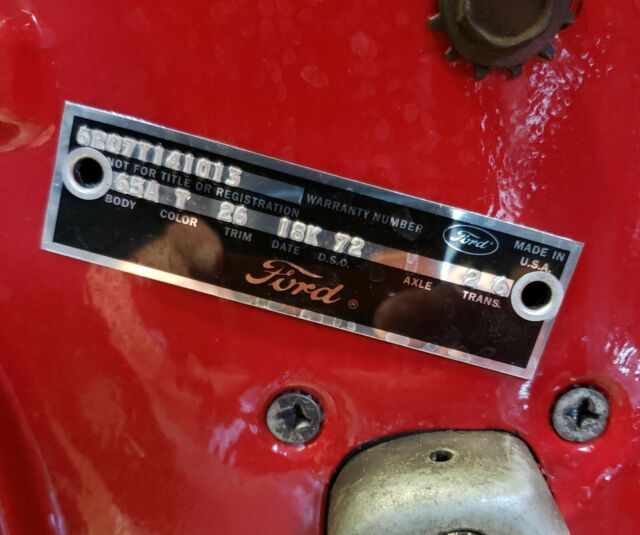 6R07T141013
NOT FOR TITLE OR REGISTRATION WARRANTY NUMBER Ford MADE IN U.S.A.
65A T 26 18K 72 2 6
BODY COLOR TRIM DATE D.S.O. AXLE TRANS.
Ford ®